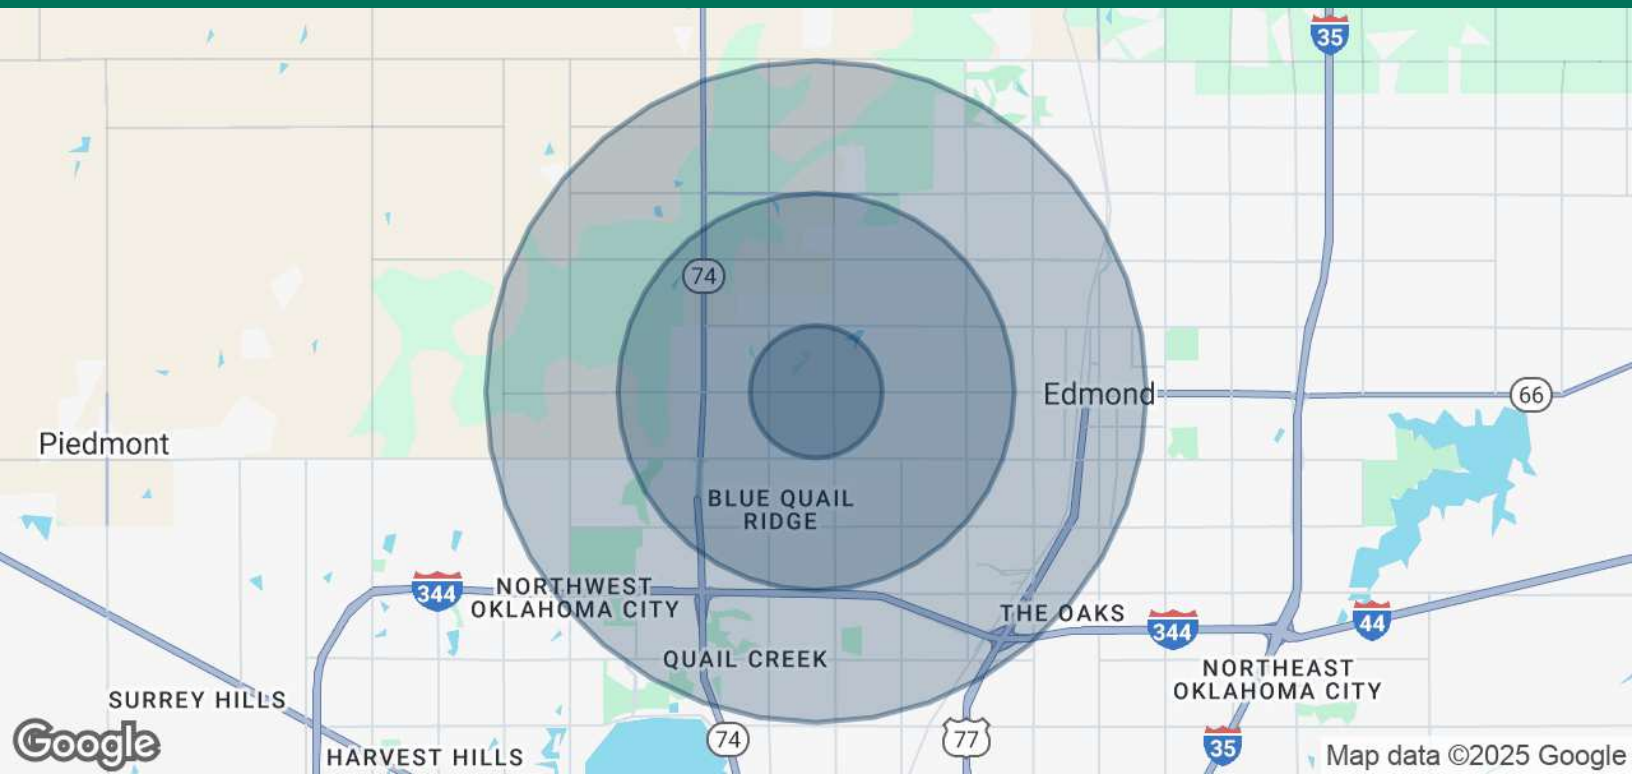 35
74
Edmond
66
Piedmont
BLUE QUAIL
RIDGE
344
NORTHWEST
OKLAHOMA CITY
THE OAKS
344
44
QUAIL CREEK
NORTHEAST
OKLAHOMA CITY
SURREY HILLS
Google
HARVEST HILLS
74
77
35
Map data ©2025 Google